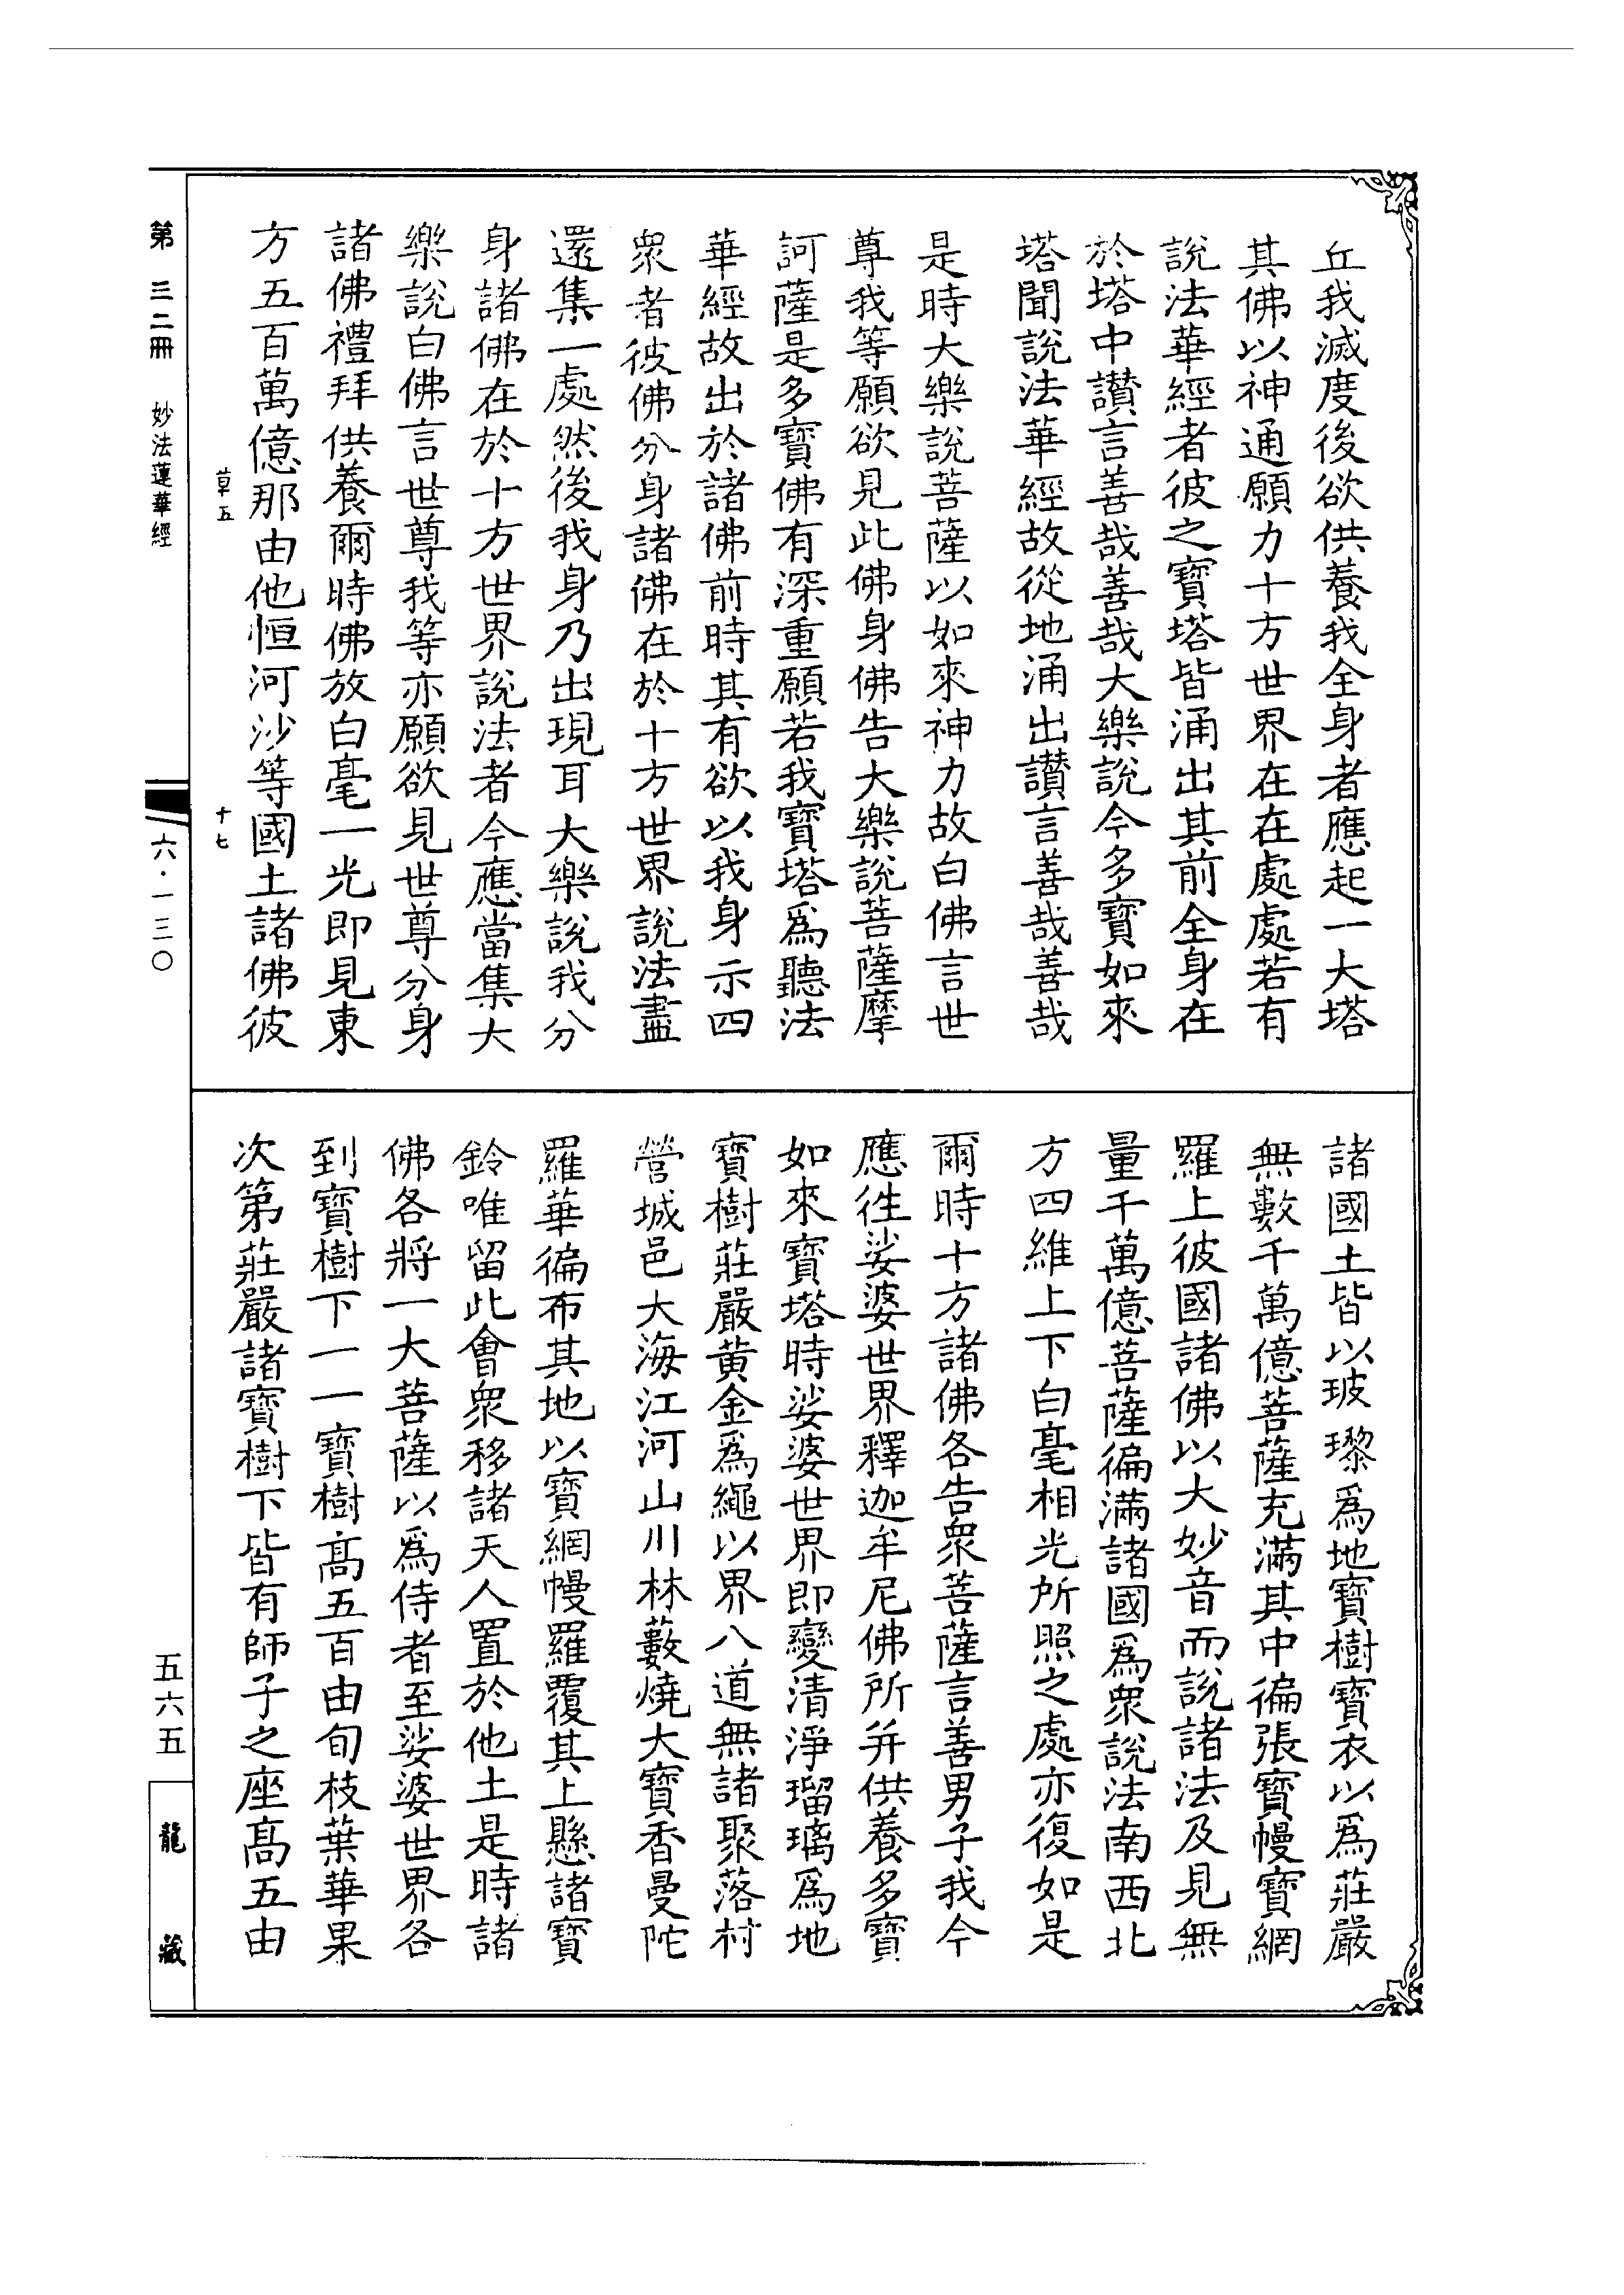 丘我滅度後欲供養我全身者應起一大塔
其佛以神通願力十方世界在在處處若有
說法華經者彼之寶塔皆涌出其前全身在
於塔中讚言善哉善哉大樂說今多寶如來
塔聞說法華經故從地涌出讚言善哉善哉
是時大樂說菩薩以如來神力故白佛言世
尊我等願欲見此佛身佛告大樂說菩薩摩
訶薩是多寶佛有深重願若我寶塔爲聽法
華經故出於諸佛前時其有欲以我身示四
衆者彼佛分身諸佛在於十方世界說法盡
還集一處然後我身乃出現耳大樂說我分
身諸佛在於十方世界說法者今應當集大
樂說白佛言世尊我等亦願欲見世尊分身
諸佛禮拜供養爾時佛放白毫一光即見東
方五百萬億那由他恒河沙等國土諸佛彼
草五
十七
諸國土皆以玻瓈爲地寶樹寶衣以爲莊嚴
無數千萬億菩薩充滿其中徧張寶幔寶網
羅上彼國諸佛以大妙音而說諸法及見無
量千萬億菩薩徧滿諸國爲衆說法南西北
方四維上下白毫相光所照之處亦復如是
爾時十方諸佛各告衆菩薩言善男子我今
應往娑婆世界釋迦牟尼佛所并供養多寶
如來寶塔時娑婆世界即變清淨瑠璃爲地
寶樹莊嚴黃金爲繩以界八道無諸聚落村
營城邑大海江河山川林藪燒大寶香曼陀
羅華徧布其地以寶網幔羅覆其上懸諸寶
鈴唯留此會衆移諸天人置於他土是時諸
佛各將一大菩薩以爲侍者至娑婆世界各
到寶樹下一一寶樹高五百由旬枝葉華果
次第莊嚴諸寶樹下皆有師子之座高五由
第三二冊 妙法蓮華經
六·一三〇
五六五
龍藏